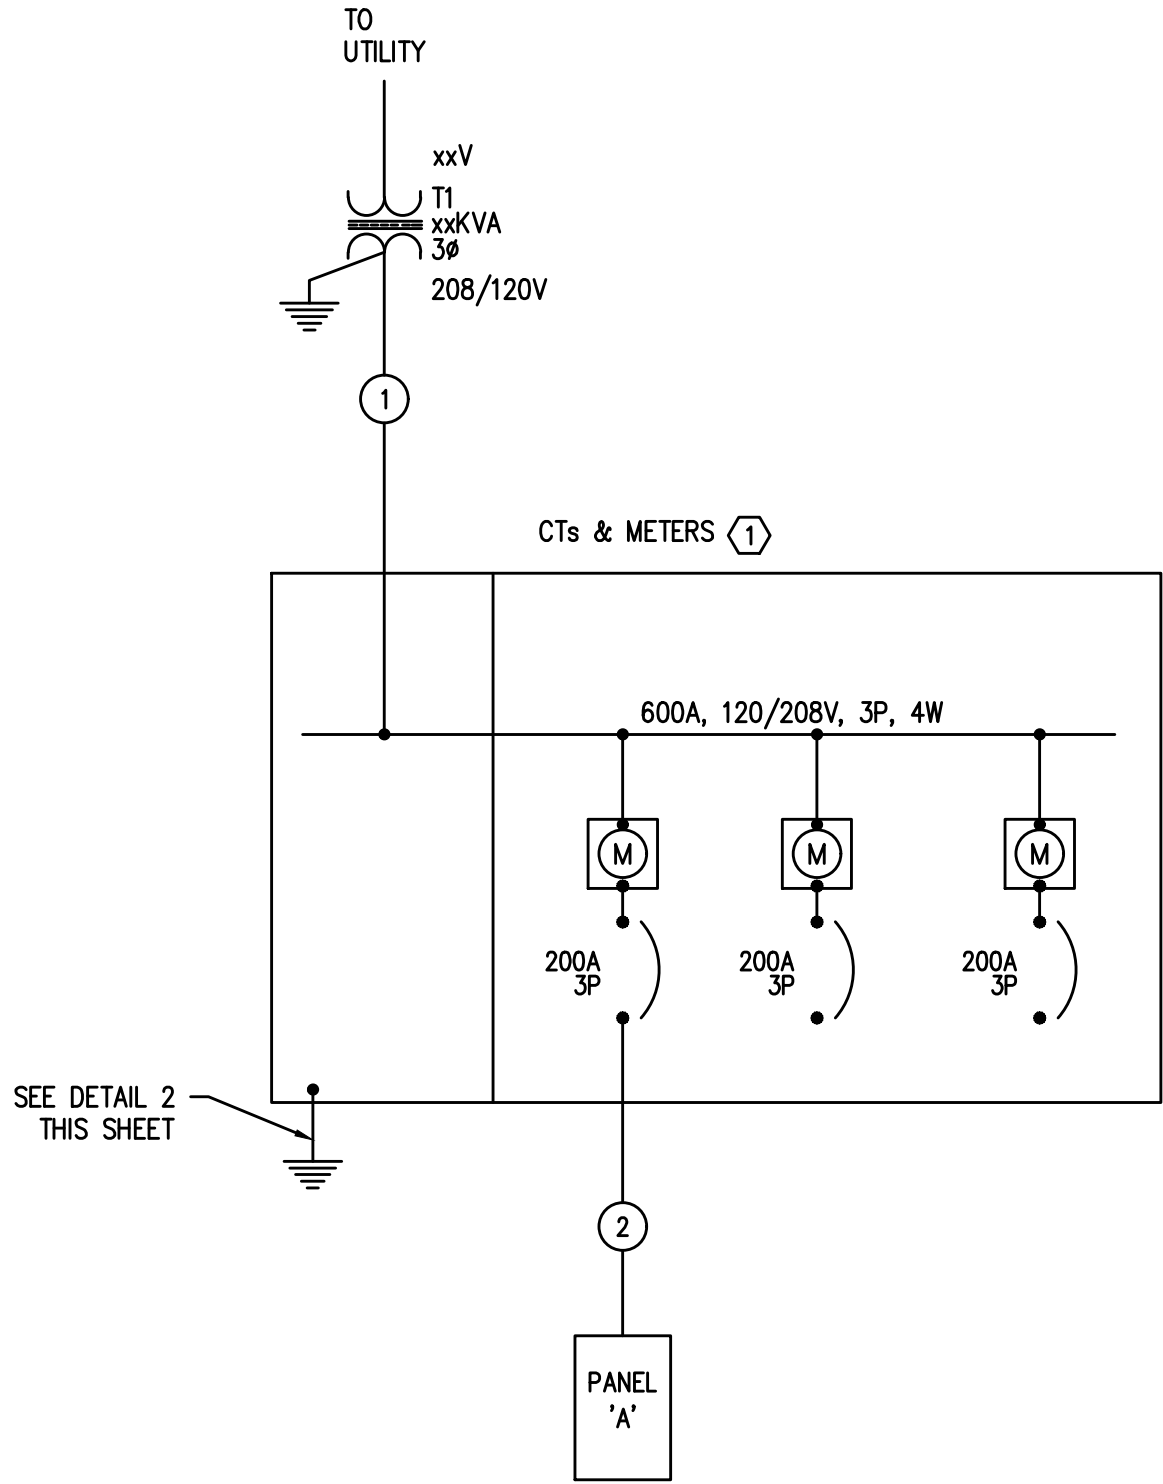 TO
UTILITY
xxV
T1
xxKVA
3ø
208/120V
1
CTs & METERS 1
600A, 120/208V, 3P, 4W
M M M
200A 200A 200A
3P 3P 3P
SEE DETAIL 2
THIS SHEET
2
PANEL
'A'